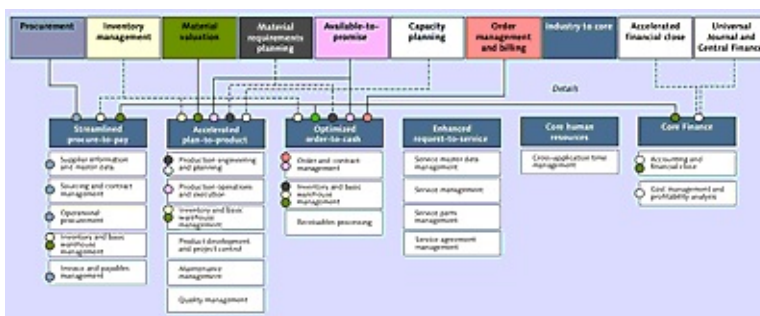 Procurement
Inventory
management
Material
valuation
Material
requirements
planning
Available-to-
promise
Capacity
planning
Order
management
and billing
Industry to core
Accelerated
financial close
Universal
Journal and
Central Finance
Details
Streamlined
procure-to-pay
Supplier information
and master data
Sourcing and contract
management
Operational
procurement
Inventory and basic
warehouse
management
Invoice and payables
management
Accelerated
plan-to-product
Production engineering
and planning
Production operations
and execution
Inventory and basic
warehouse
management
Product development
and project control
Maintenance
management
Quality management
Optimized
order-to-cash
Order and contract
management
Inventory and basic
warehouse
management
Receivables processing
Enhanced
request-to-service
Service master data
management
Service management
Service parts
management
Service agreement
management
Core human
resources
Cross-application time
management
Core Finance
Accounting and
financial close
Cost management and
profitability analysis